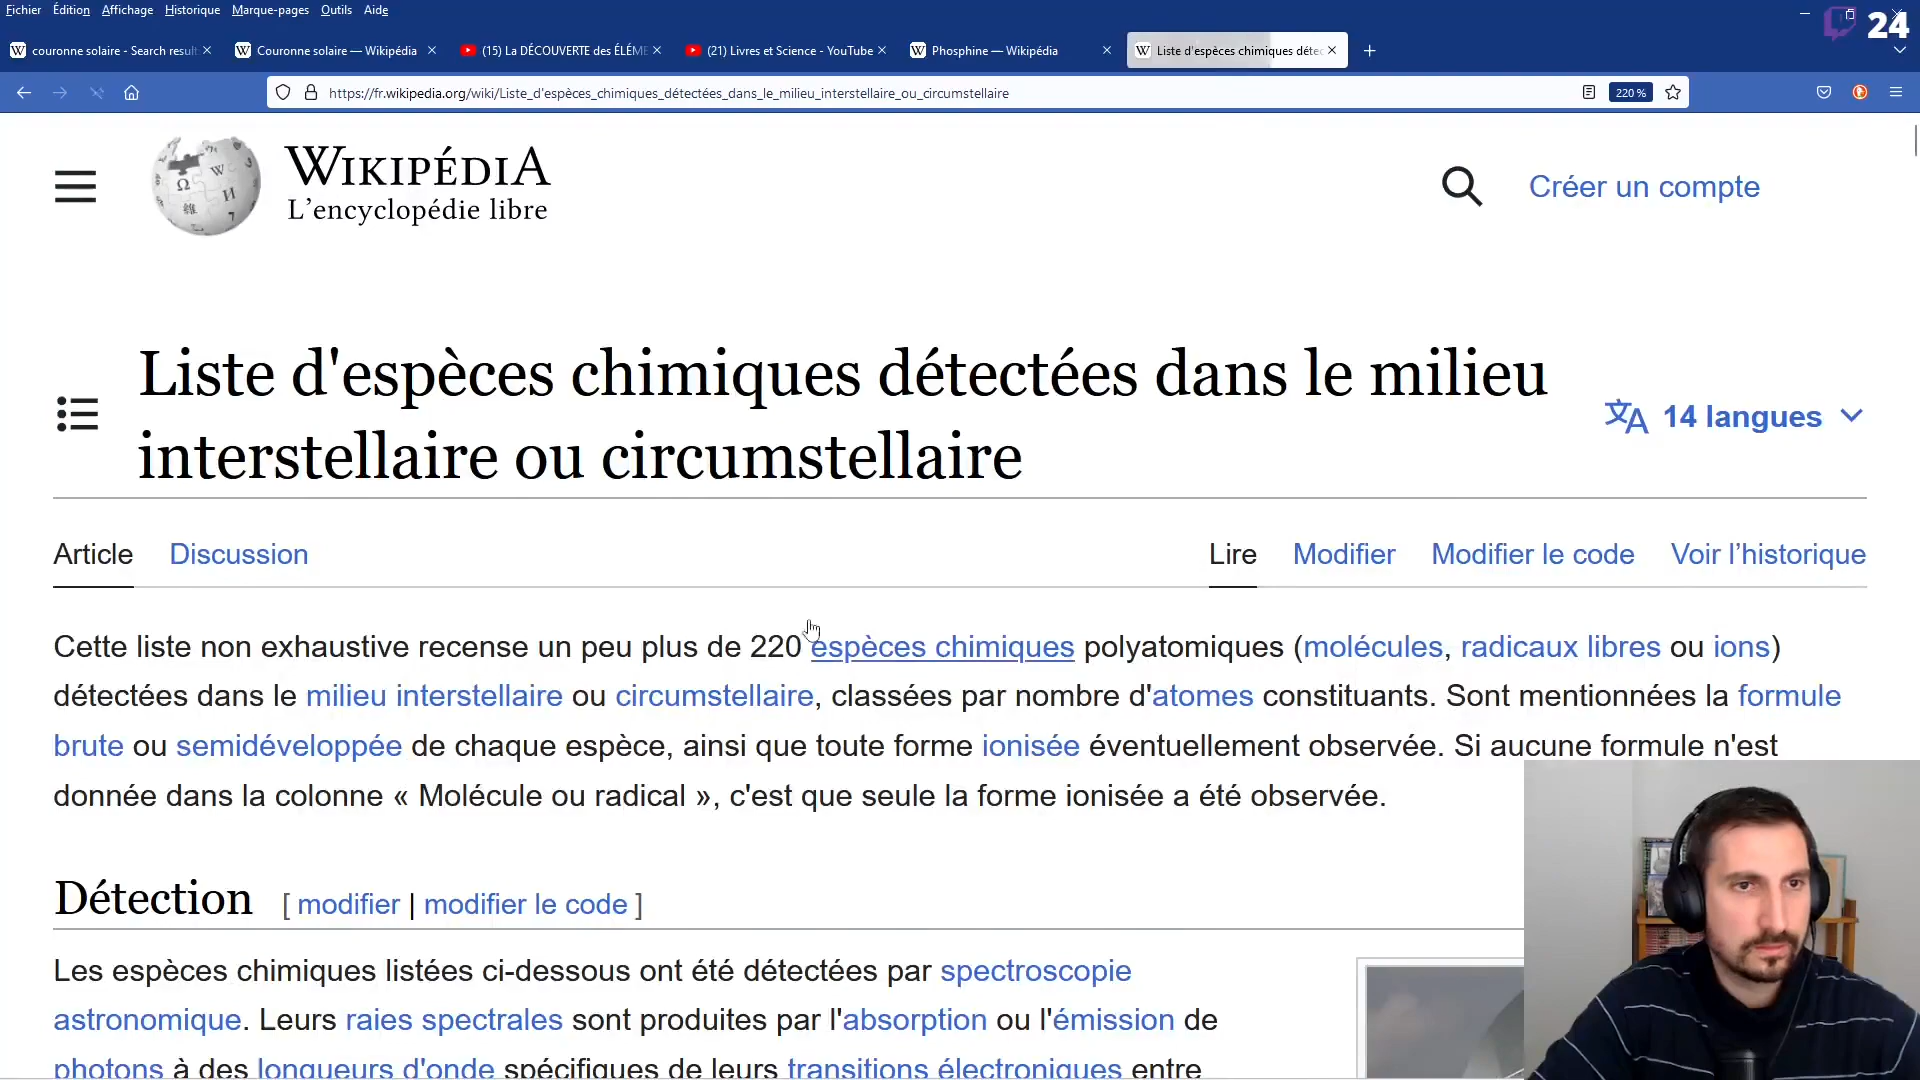 Fichier Édition Affichage Historique Marque-pages Outils Aide
24
couronne solaire - Search result
Couronne solaire — Wikipédia
(15) La DÉCOUVERTE des ÉLÉM
(21) Livres et Science - YouTube
Phosphine — Wikipédia
Liste d'espèces chimiques détec
https://fr.wikipedia.org/wiki/Liste_d'espèces_chimiques_détectées_dans_le_milieu_interstellaire_ou_circumstellaire
220 %
WIKIPÉDIA
L'encyclopédie libre
Créer un compte
Liste d'espèces chimiques détectées dans le milieu
interstellaire ou circumstellaire
14 langues
Article Discussion
Lire Modifier Modifier le code Voir l'historique
Cette liste non exhaustive recense un peu plus de 220 espèces chimiques polyatomiques (molécules, radicaux libres ou ions)
détectées dans le milieu interstellaire ou circumstellaire, classées par nombre d'atomes constituants. Sont mentionnées la formule
brute ou semidéveloppée de chaque espèce, ainsi que toute forme ionisée éventuellement observée. Si aucune formule n'est
donnée dans la colonne « Molécule ou radical », c'est que seule la forme ionisée a été observée.
Détection [ modifier | modifier le code ]
Les espèces chimiques listées ci-dessous ont été détectées par spectroscopie
astronomique. Leurs raies spectrales sont produites par l'absorption ou l'émission de
photons à des longueurs d'onde spécifiques de leurs transitions électroniques entre